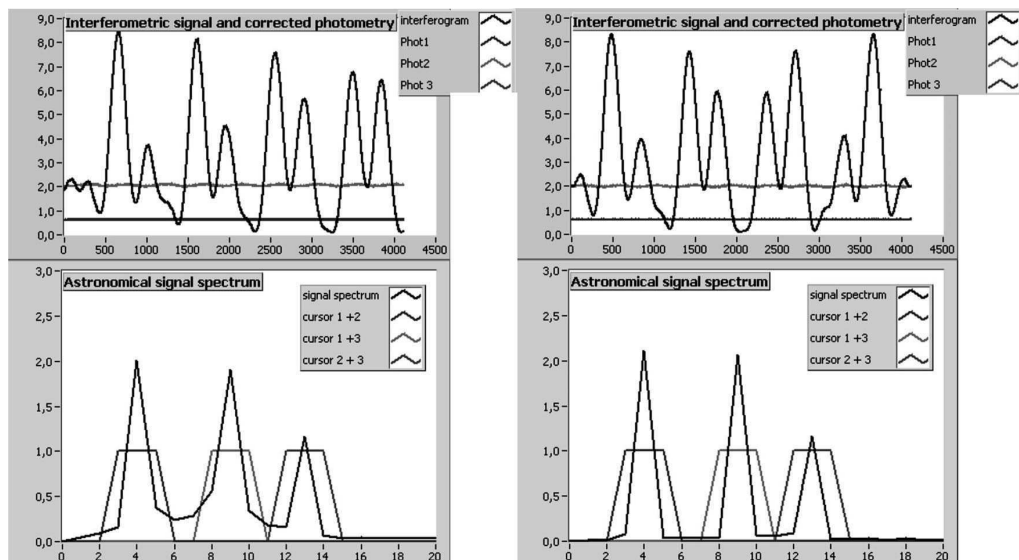 Interferometric signal and corrected photometry
interferogram
Phot1
Phot2
Phot 3
9,0
8,0
7,0
6,0
5,0
4,0
3,0
2,0
1,0
0,0
0 500 1000 1500 2000 2500 3000 3500 4000 4500
Astronomical signal spectrum
signal spectrum
cursor 1 +2
cursor 1 +3
cursor 2 + 3
3,0
2,5
2,0
1,5
1,0
0,5
0,0
0 2 4 6 8 10 12 14 16 18 20
Interferometric signal and corrected photometry
interferogram
Phot1
Phot2
Phot 3
9,0
8,0
7,0
6,0
5,0
4,0
3,0
2,0
1,0
0,0
0 500 1000 1500 2000 2500 3000 3500 4000 4500
Astronomical signal spectrum
signal spectrum
cursor 1 +2
cursor 1 +3
cursor 2 + 3
3,0
2,5
2,0
1,5
1,0
0,5
0,0
0 2 4 6 8 10 12 14 16 18 20